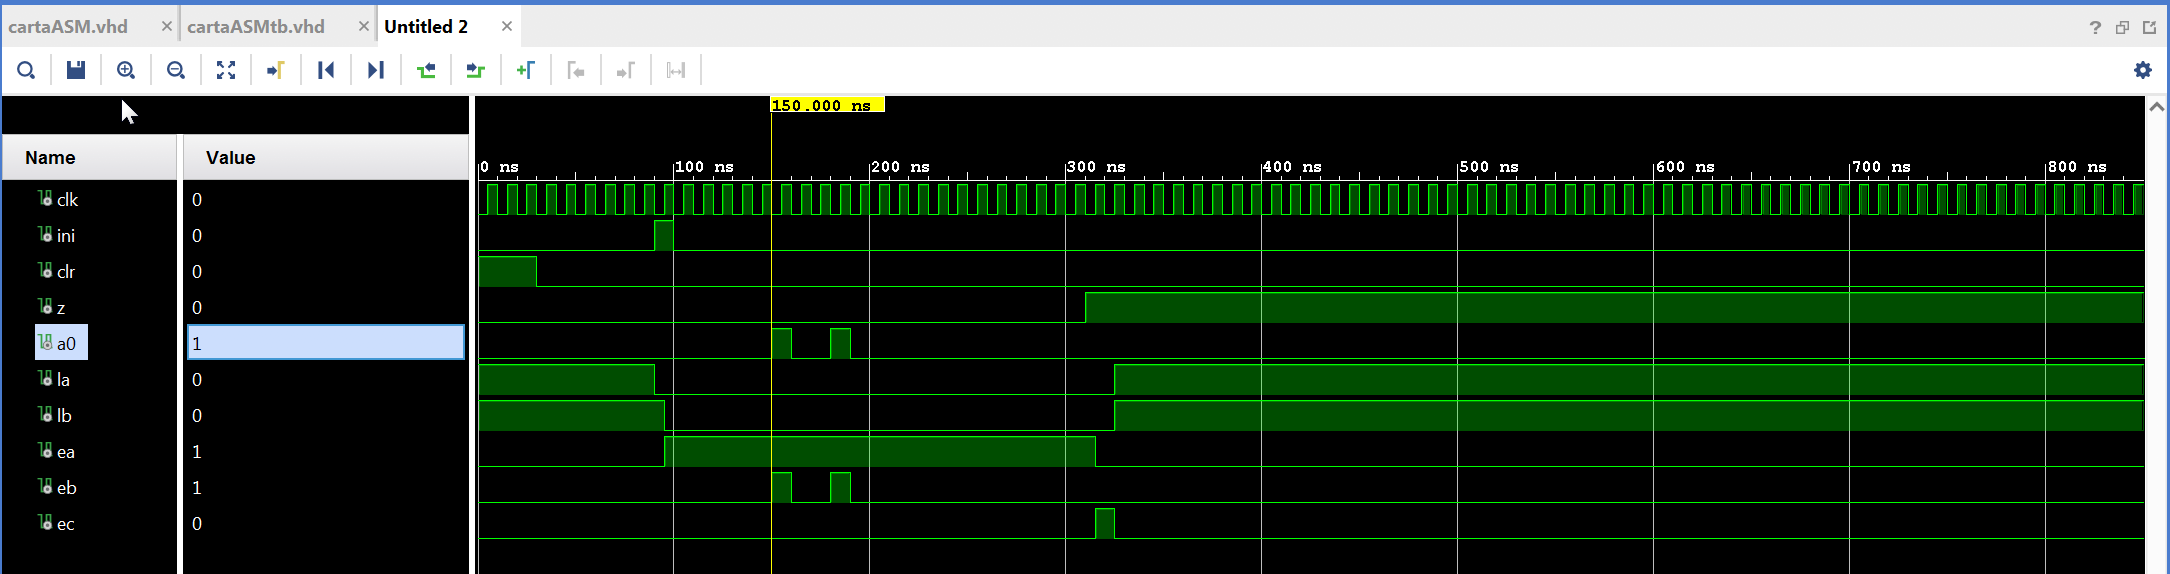 cartaASM.vhd cartaASMtb.vhd Untitled 2
150.000 ns
Name Value
0 ns 100 ns 200 ns 300 ns 400 ns 500 ns 600 ns 700 ns 800 ns
clk 0
ini 0
clr 0
z 0
a0 1
la 0
lb 0
ea 1
eb 1
ec 0